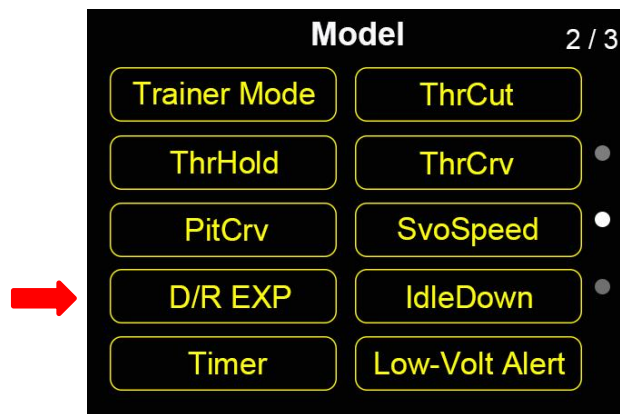 Model 2 / 3
Trainer Mode ThrCut
ThrHold ThrCrv
PitCrv SvoSpeed
D/R EXP IdleDown
Timer Low-Volt Alert